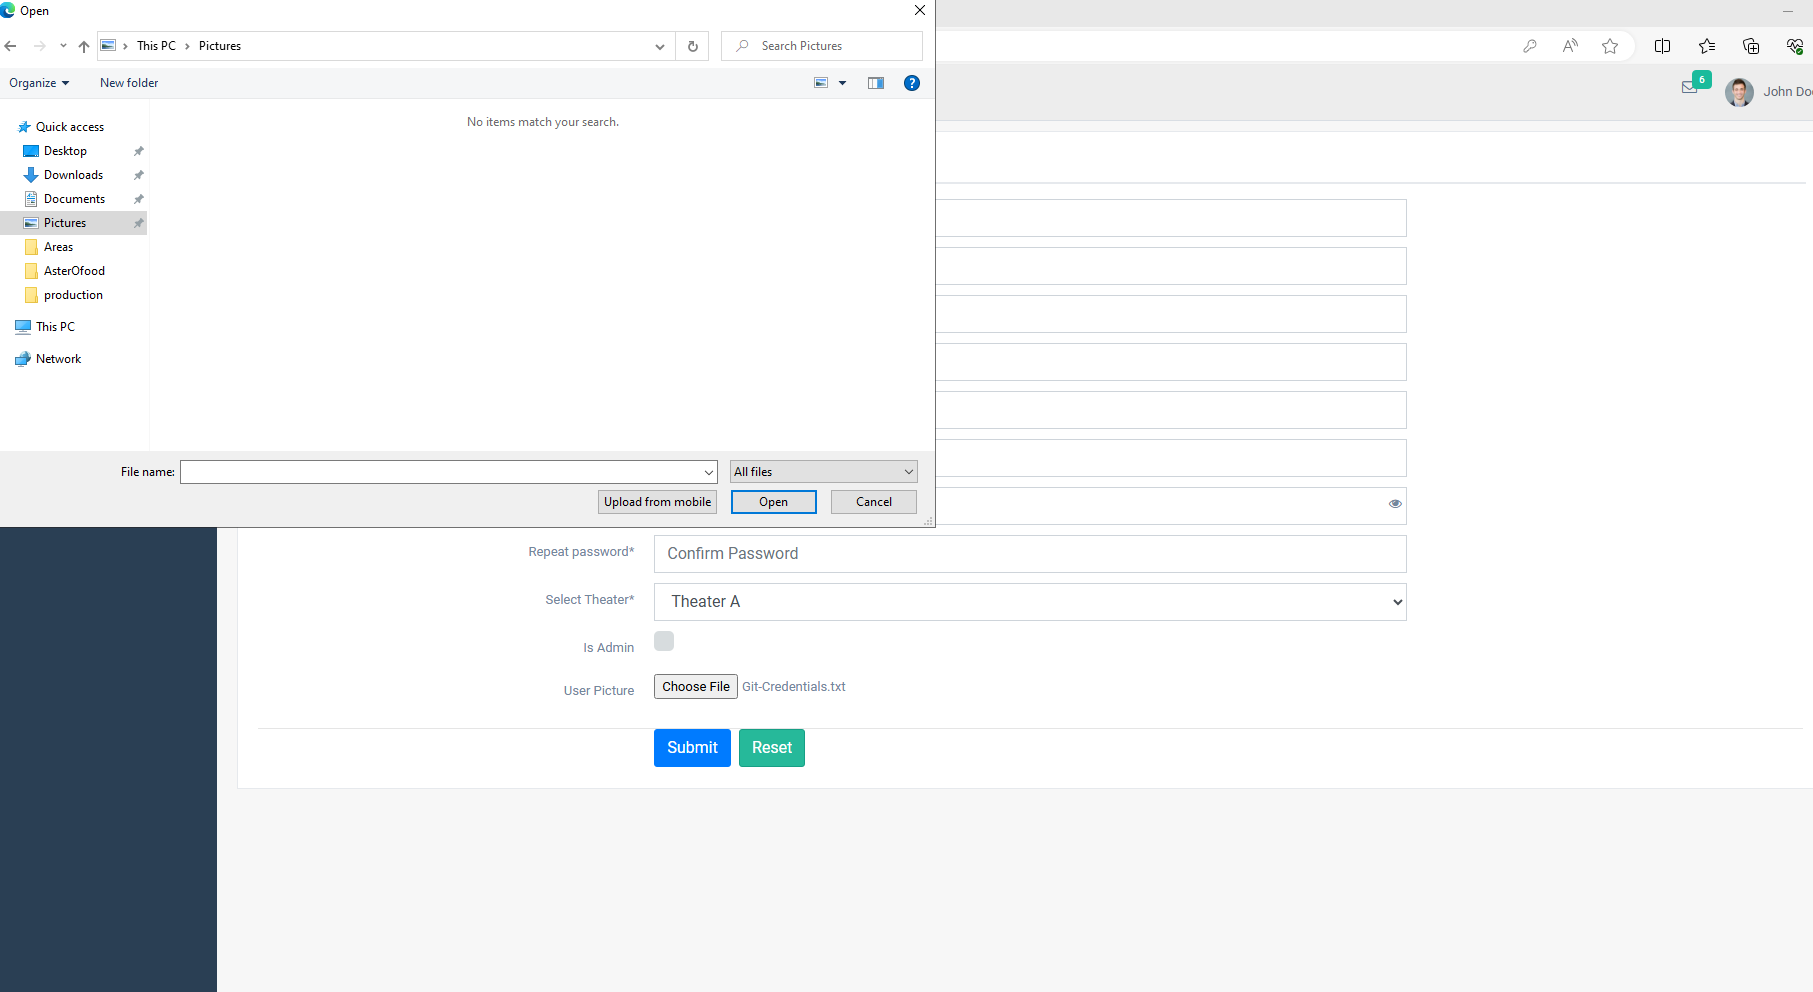 Open
This PC > Pictures
Search Pictures
Organize
New folder
No items match your search.
Quick access
Desktop
Downloads
Documents
Pictures
Areas
AsterOfood
production
This PC
Network
File name:
All files
Upload from mobile
Open
Cancel
6
John Do
Repeat password*
Confirm Password
Select Theater*
Theater A
Is Admin
User Picture
Choose File Git-Credentials.txt
Submit
Reset